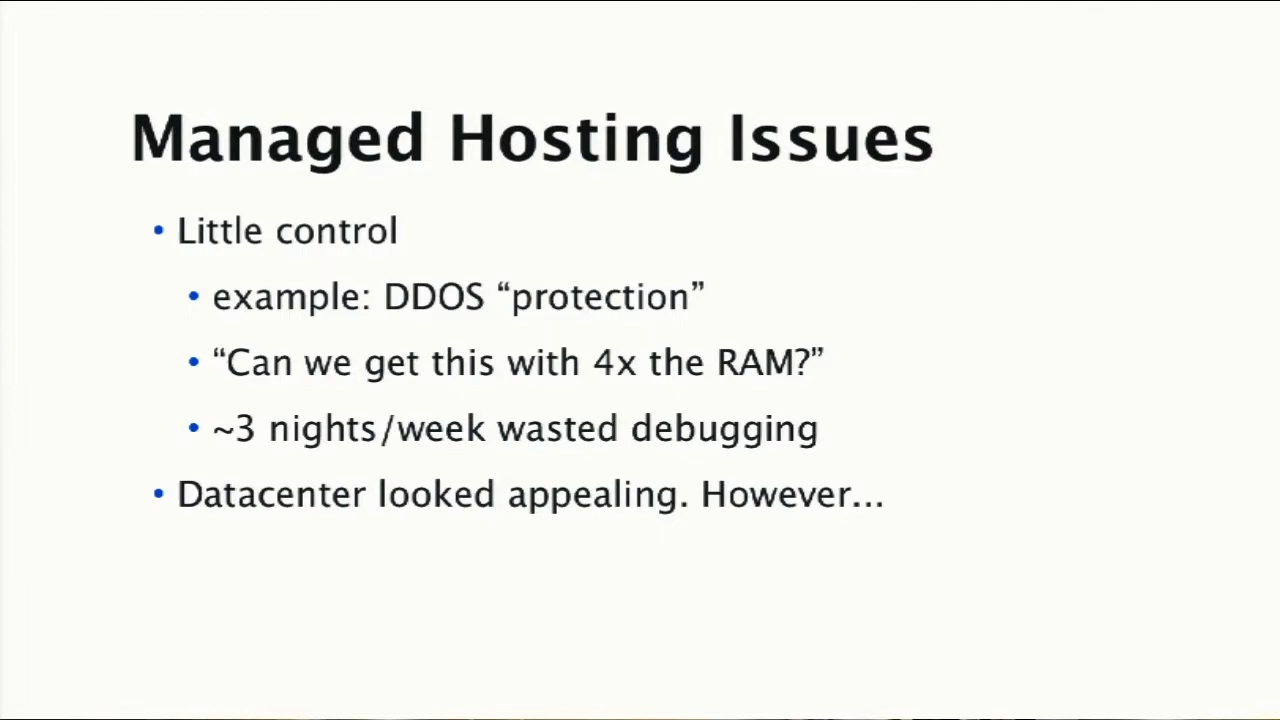 Managed Hosting Issues
• Little control
• example: DDOS “protection”
• “Can we get this with 4x the RAM?”
• ~3 nights/week wasted debugging
• Datacenter looked appealing. However...